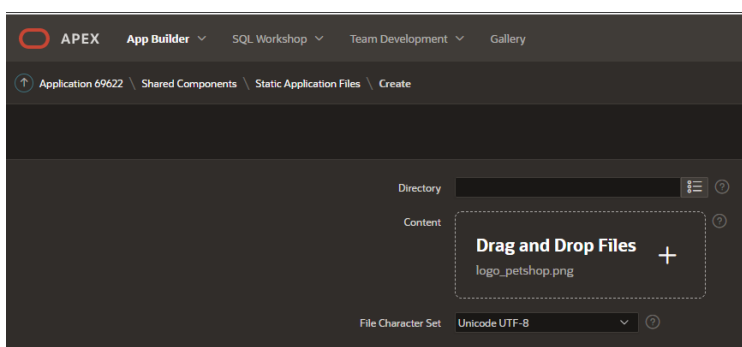 APEX App Builder SQL Workshop Team Development Gallery
Application 69622 \ Shared Components \ Static Application Files \ Create
Directory
Content
Drag and Drop Files
logo_petshop.png
File Character Set Unicode UTF-8